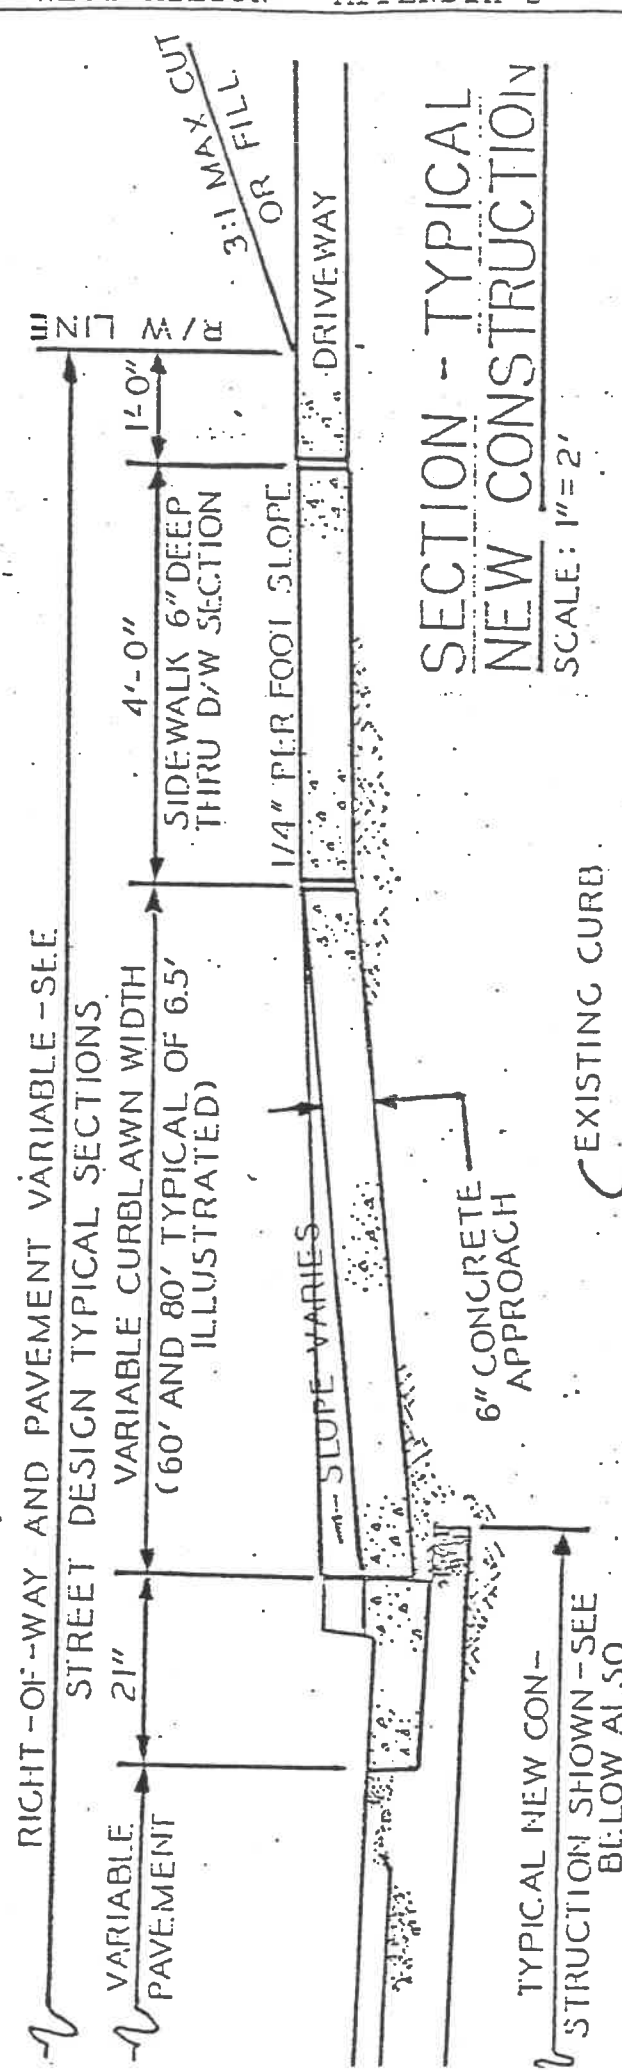 RIGHT-OF-WAY AND PAVEMENT VARIABLE-SEE
STREET DESIGN TYPICAL SECTIONS
VARIABLE
PAVEMENT
21"
VARIABLE CURBLAWN WIDTH
(60' AND 80' TYPICAL OF 6.5'
ILLUSTRATED)
4'-0"
SIDEWALK 6" DEEP
THRU D/W SECTION
1'-0"
R/W LINE
3:1 MAX CUT
OR FILL
1/4" PER FOOT SLOPE
SLOPE VARIES
DRIVEWAY
6" CONCRETE
APPROACH
TYPICAL NEW CON-
STRUCTION SHOWN-SEE
BELOW ALSO
EXISTING CURB
SECTION - TYPICAL
NEW CONSTRUCTION
SCALE: 1"=2'